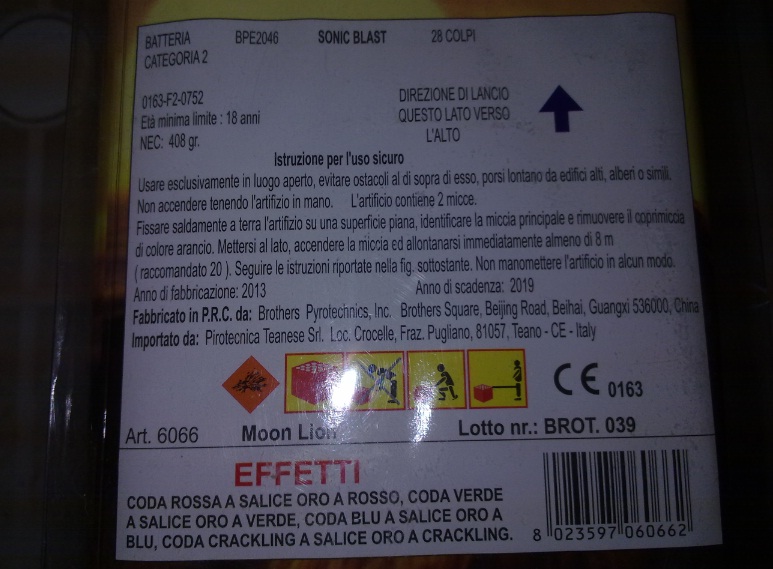 BATTERIA BPE2046 SONIC BLAST 28 COLPI
CATEGORIA 2
0163-F2-0752
Età minima limite : 18 anni
NEC: 408 gr.
DIREZIONE DI LANCIO
QUESTO LATO VERSO
L'ALTO
Istruzione per l'uso sicuro
Usare esclusivamente in luogo aperto, evitare ostacoli al di sopra di esso, porsi lontano da edifici alti, alberi o simili.
Non accendere tenendo l'artifizio in mano. L'artificio contiene 2 micce.
Fissare saldamente a terra l'artifizio su una superficie piana, identificare la miccia principale e rimuovere il coprimiccia
di colore arancio. Mettersi al lato, accendere la miccia ed allontanarsi immediatamente almeno di 8 m
( raccomandato 20 ). Seguire le istruzioni riportate nella fig. sottostante. Non manomettere l'artificio in alcun modo.
Anno di fabbricazione: 2013 Anno di scadenza: 2019
Fabbricato in P.R.C. da: Brothers Pyrotechnics, Inc. Brothers Square, Beijing Road, Beihai, Guangxi 536000, China
Importato da: Pirotecnica Teanese Srl. Loc. Crocelle, Fraz. Pugliano, 81057, Teano - CE - Italy
CE 0163
Art. 6066 Moon Lion Lotto nr.: BROT. 039
EFFETTI
CODA ROSSA A SALICE ORO A ROSSO, CODA VERDE
A SALICE ORO A VERDE, CODA BLU A SALICE ORO A
BLU, CODA CRACKLING A SALICE ORO A CRACKLING.
8 023597 060662